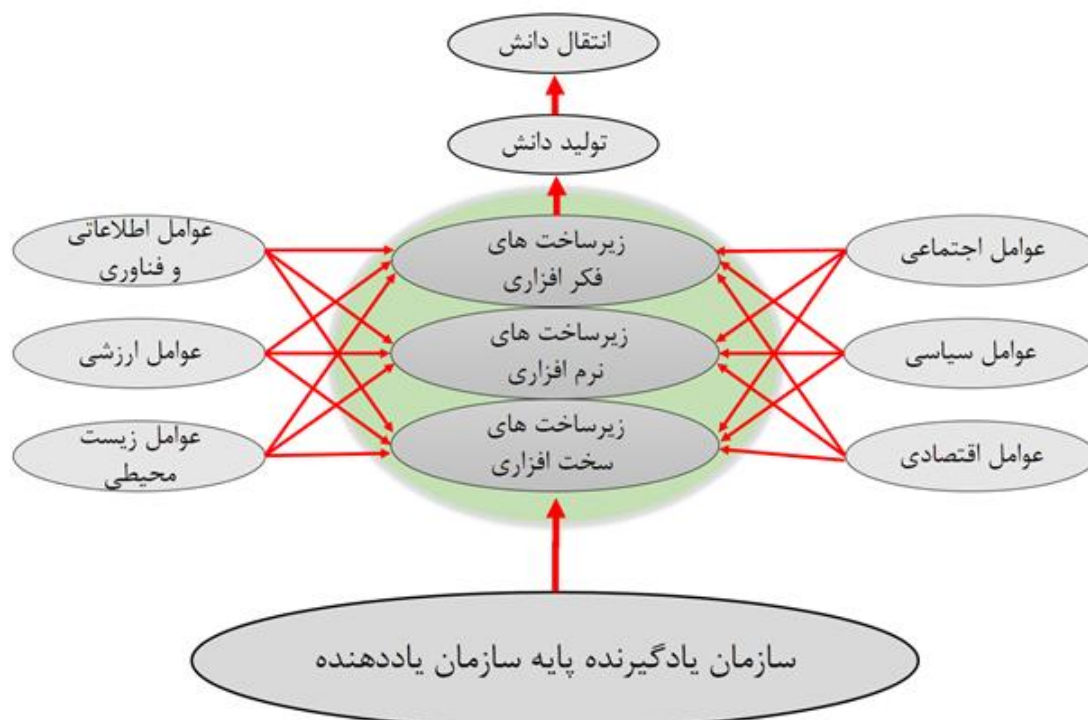 انتقال دانش
تولید دانش
زیرساخت های
فکر افزاری
زیرساخت های
نرم افزاری
زیرساخت های
سخت افزاری
عوامل اجتماعی
عوامل سیاسی
عوامل اقتصادی
عوامل اطلاعاتی
و فناوری
عوامل ارزشی
عوامل زیست
محیطی
سازمان یادگیرنده پایه سازمان یاددهنده